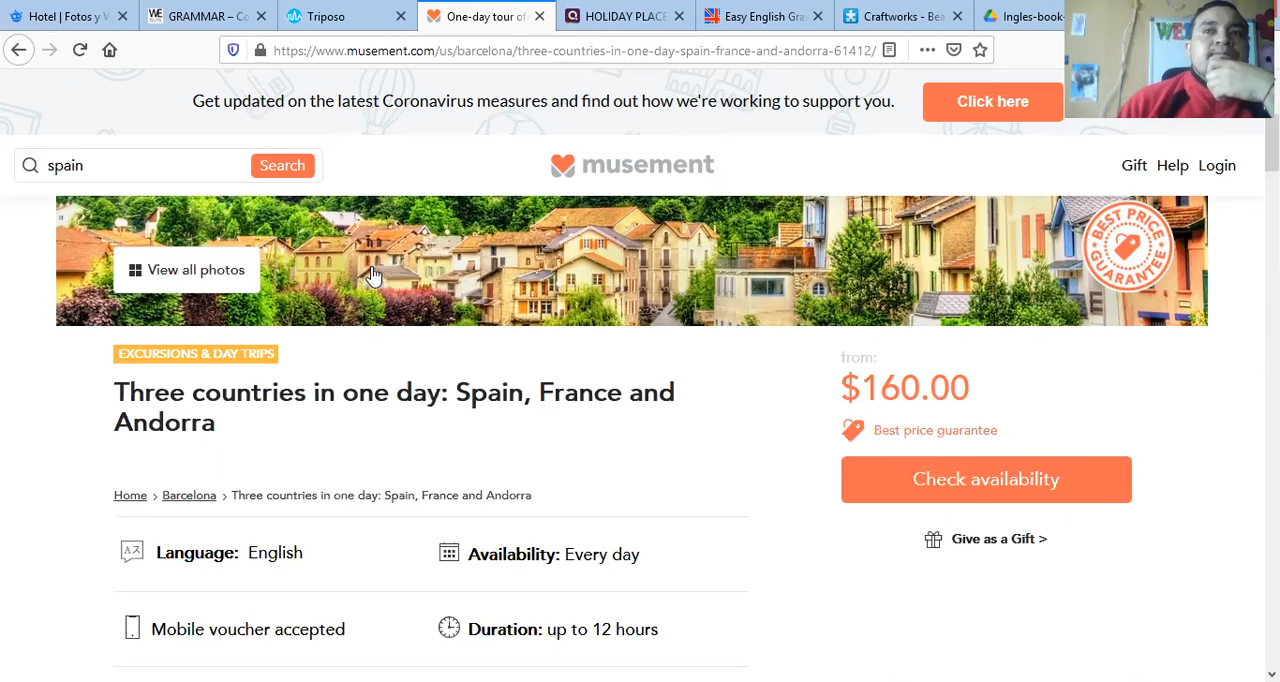 Hotel | Fotos y V
WE GRAMMAR – Co
Triposo
One-day tour of
HOLIDAY PLACE
Easy English Gra
Craftworks - Bea
Ingles-book-
https://www.musement.com/us/barcelona/three-countries-in-one-day-spain-france-and-andorra-61412/
Get updated on the latest Coronavirus measures and find out how we're working to support you.
Click here
spain
Search
musement
Gift Help Login
View all photos
BEST PRICE GUARANTEE
EXCURSIONS & DAY TRIPS
Three countries in one day: Spain, France and
Andorra
from:
$160.00
Best price guarantee
Check availability
Home > Barcelona > Three countries in one day: Spain, France and Andorra
Give as a Gift >
Language: English
Availability: Every day
Mobile voucher accepted
Duration: up to 12 hours